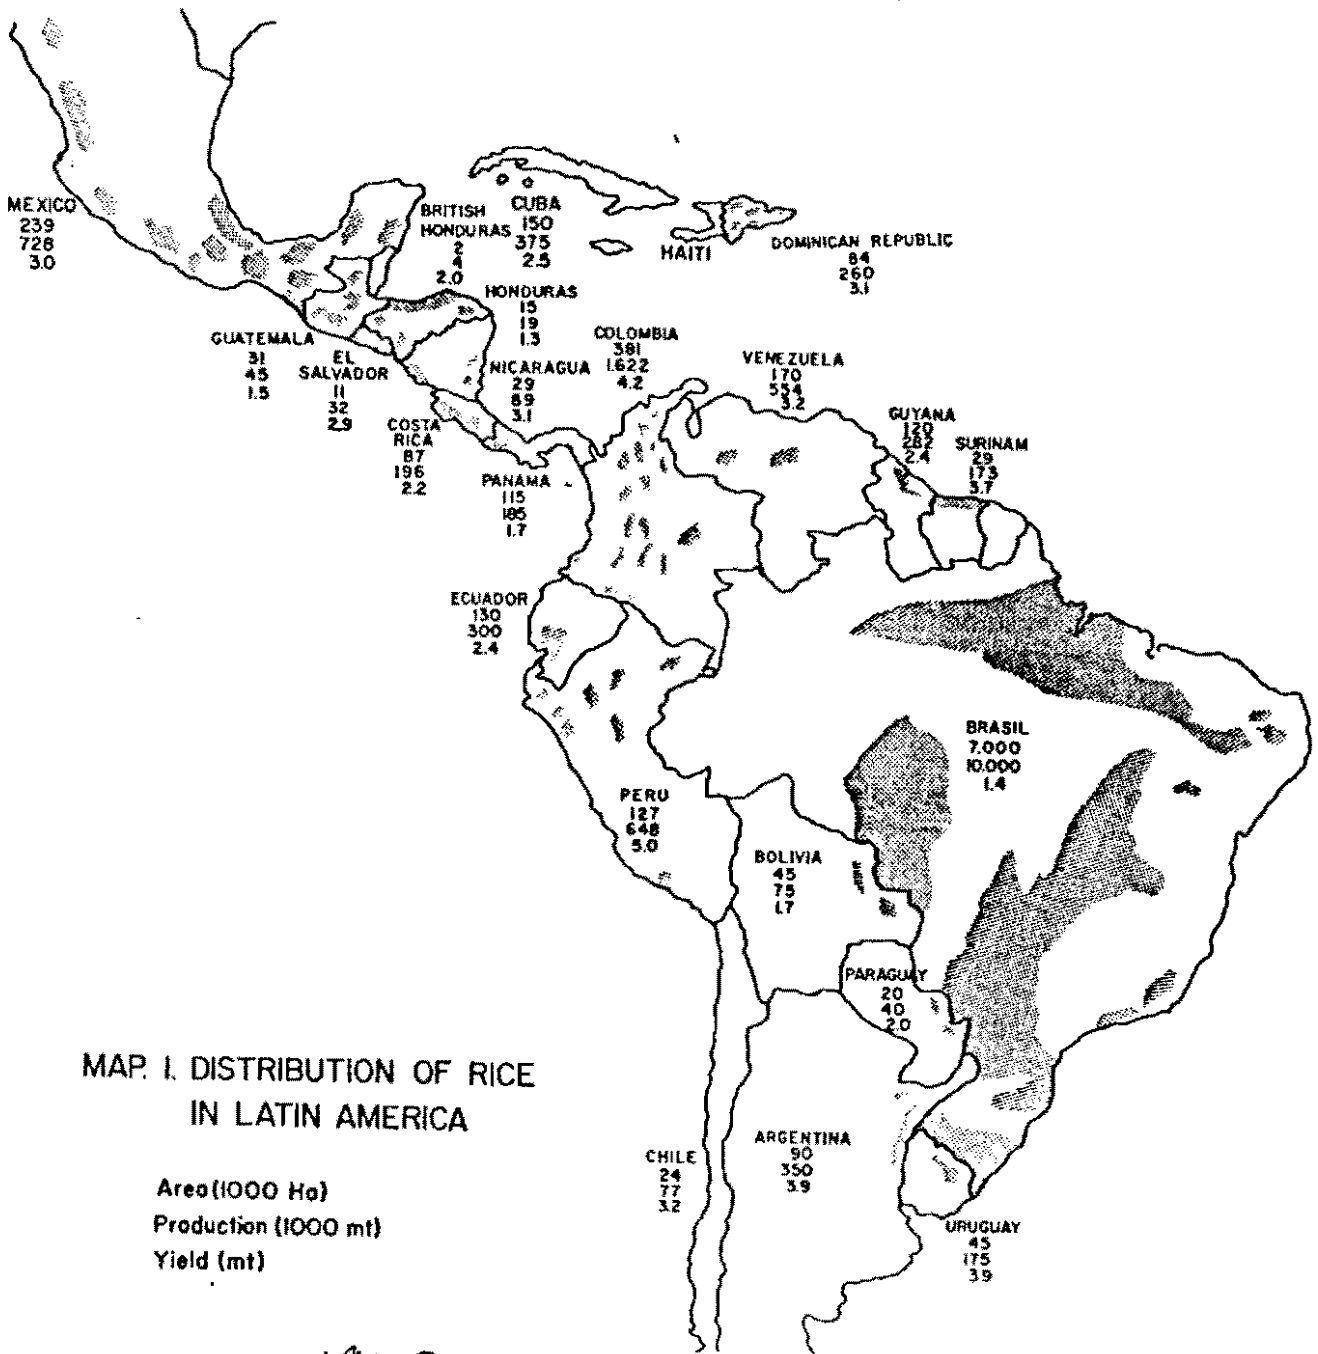 MEXICO
239
728
3.0
BRITISH
HONDURAS
2
4
2.0
CUBA
150
375
2.5
HAITI
DOMINICAN REPUBLIC
84
260
3.1
HONDURAS
15
19
1.3
GUATEMALA
31
45
1.5
EL
SALVADOR
11
32
2.9
NICARAGUA
29
89
3.1
COLOMBIA
381
1.622
4.2
VENEZUELA
170
554
3.2
GUYANA
120
282
2.4
SURINAM
29
173
3.7
COSTA
RICA
87
196
2.2
PANAMA
115
185
1.7
ECUADOR
130
300
2.4
BRASIL
7.000
10.000
1.4
PERU
127
648
5.0
BOLIVIA
45
75
1.7
PARAGUAY
20
40
2.0
MAP. I. DISTRIBUTION OF RICE
IN LATIN AMERICA
Area (1000 Ha)
Production (1000 mt)
Yield (mt)
CHILE
24
77
3.2
ARGENTINA
90
350
3.9
URUGUAY
45
175
3.9